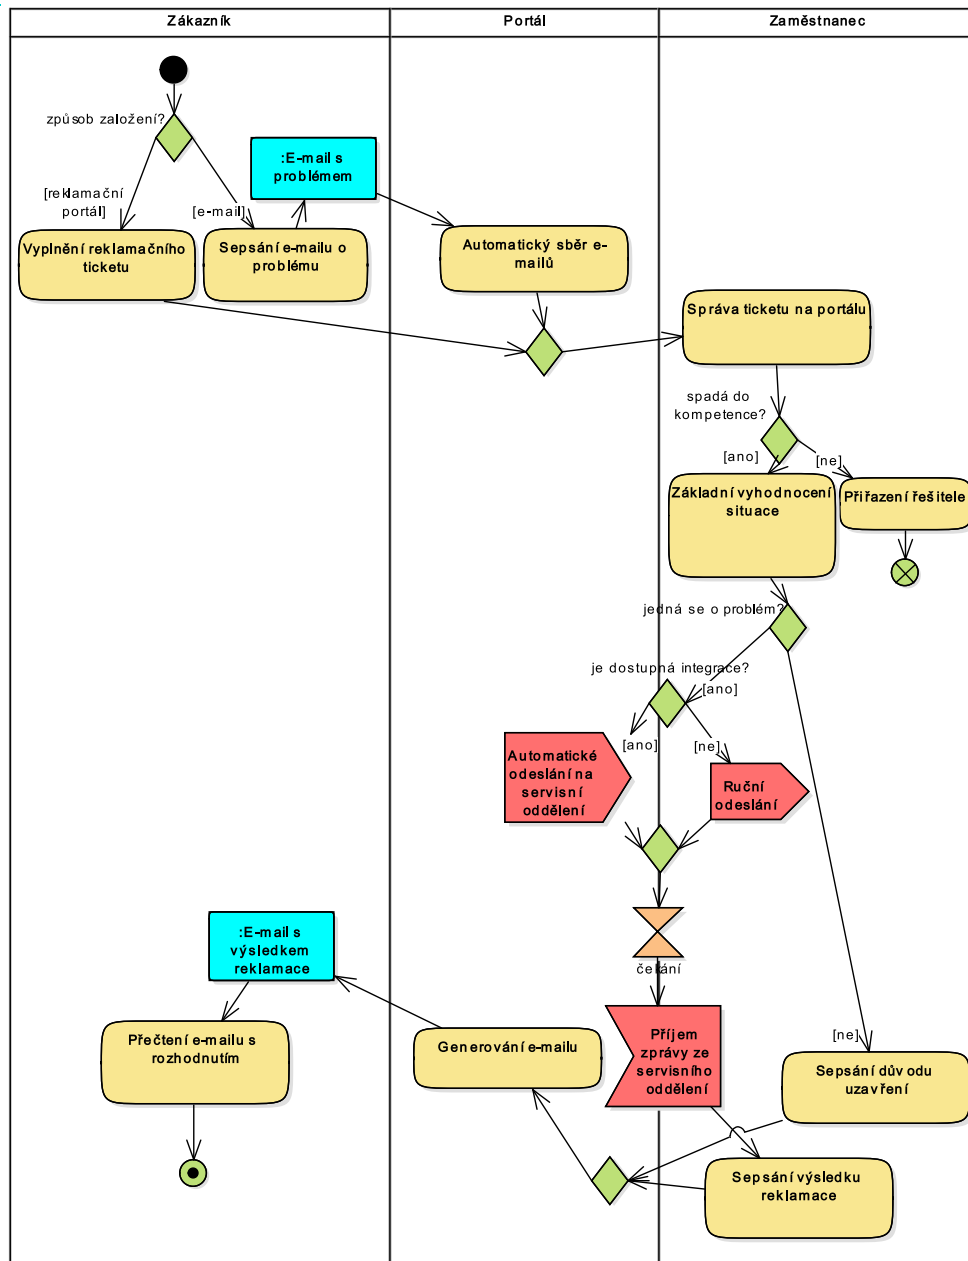 Zákazník
Portál
Zaměstnanec
způsob založení?
:E-mail s
problémem
[reklamační
portál]
[e-mail]
Vyplnění reklamačního
ticketu
Sepsání e-mailu o
problému
Automatický sběr e-
mailů
Správa ticketu na portálu
spadá do
kompetence?
[ano]
[ne]
Základní vyhodnocení
situace
Přiřazení řešitele
jedná se o problém?
je dostupná integrace?
[ano]
[ano]
[ne]
Automatické
odeslání na
servisní
oddělení
Ruční
odeslání
:E-mail s
výsledkem
reklamace
čekání
Přečtení e-mailu s
rozhodnutím
Generování e-mailu
Příjem
zprávy ze
servisního
oddělení
[ne]
Sepsání důvodu
uzavření
Sepsání výsledku
reklamace